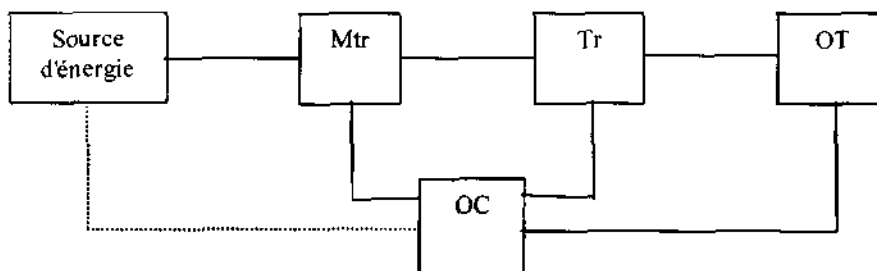 Source
d'énergie
Mtr
Tr
OT
OC